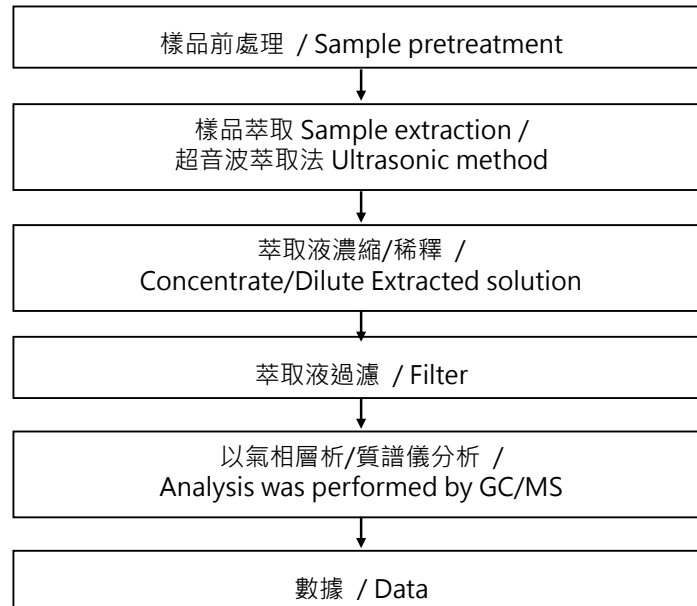 樣品前處理 / Sample pretreatment
樣品萃取 Sample extraction /
超音波萃取法 Ultrasonic method
萃取液濃縮/稀釋 /
Concentrate/Dilute Extracted solution
萃取液過濾 / Filter
以氣相層析/質譜儀分析 /
Analysis was performed by GC/MS
數據 / Data